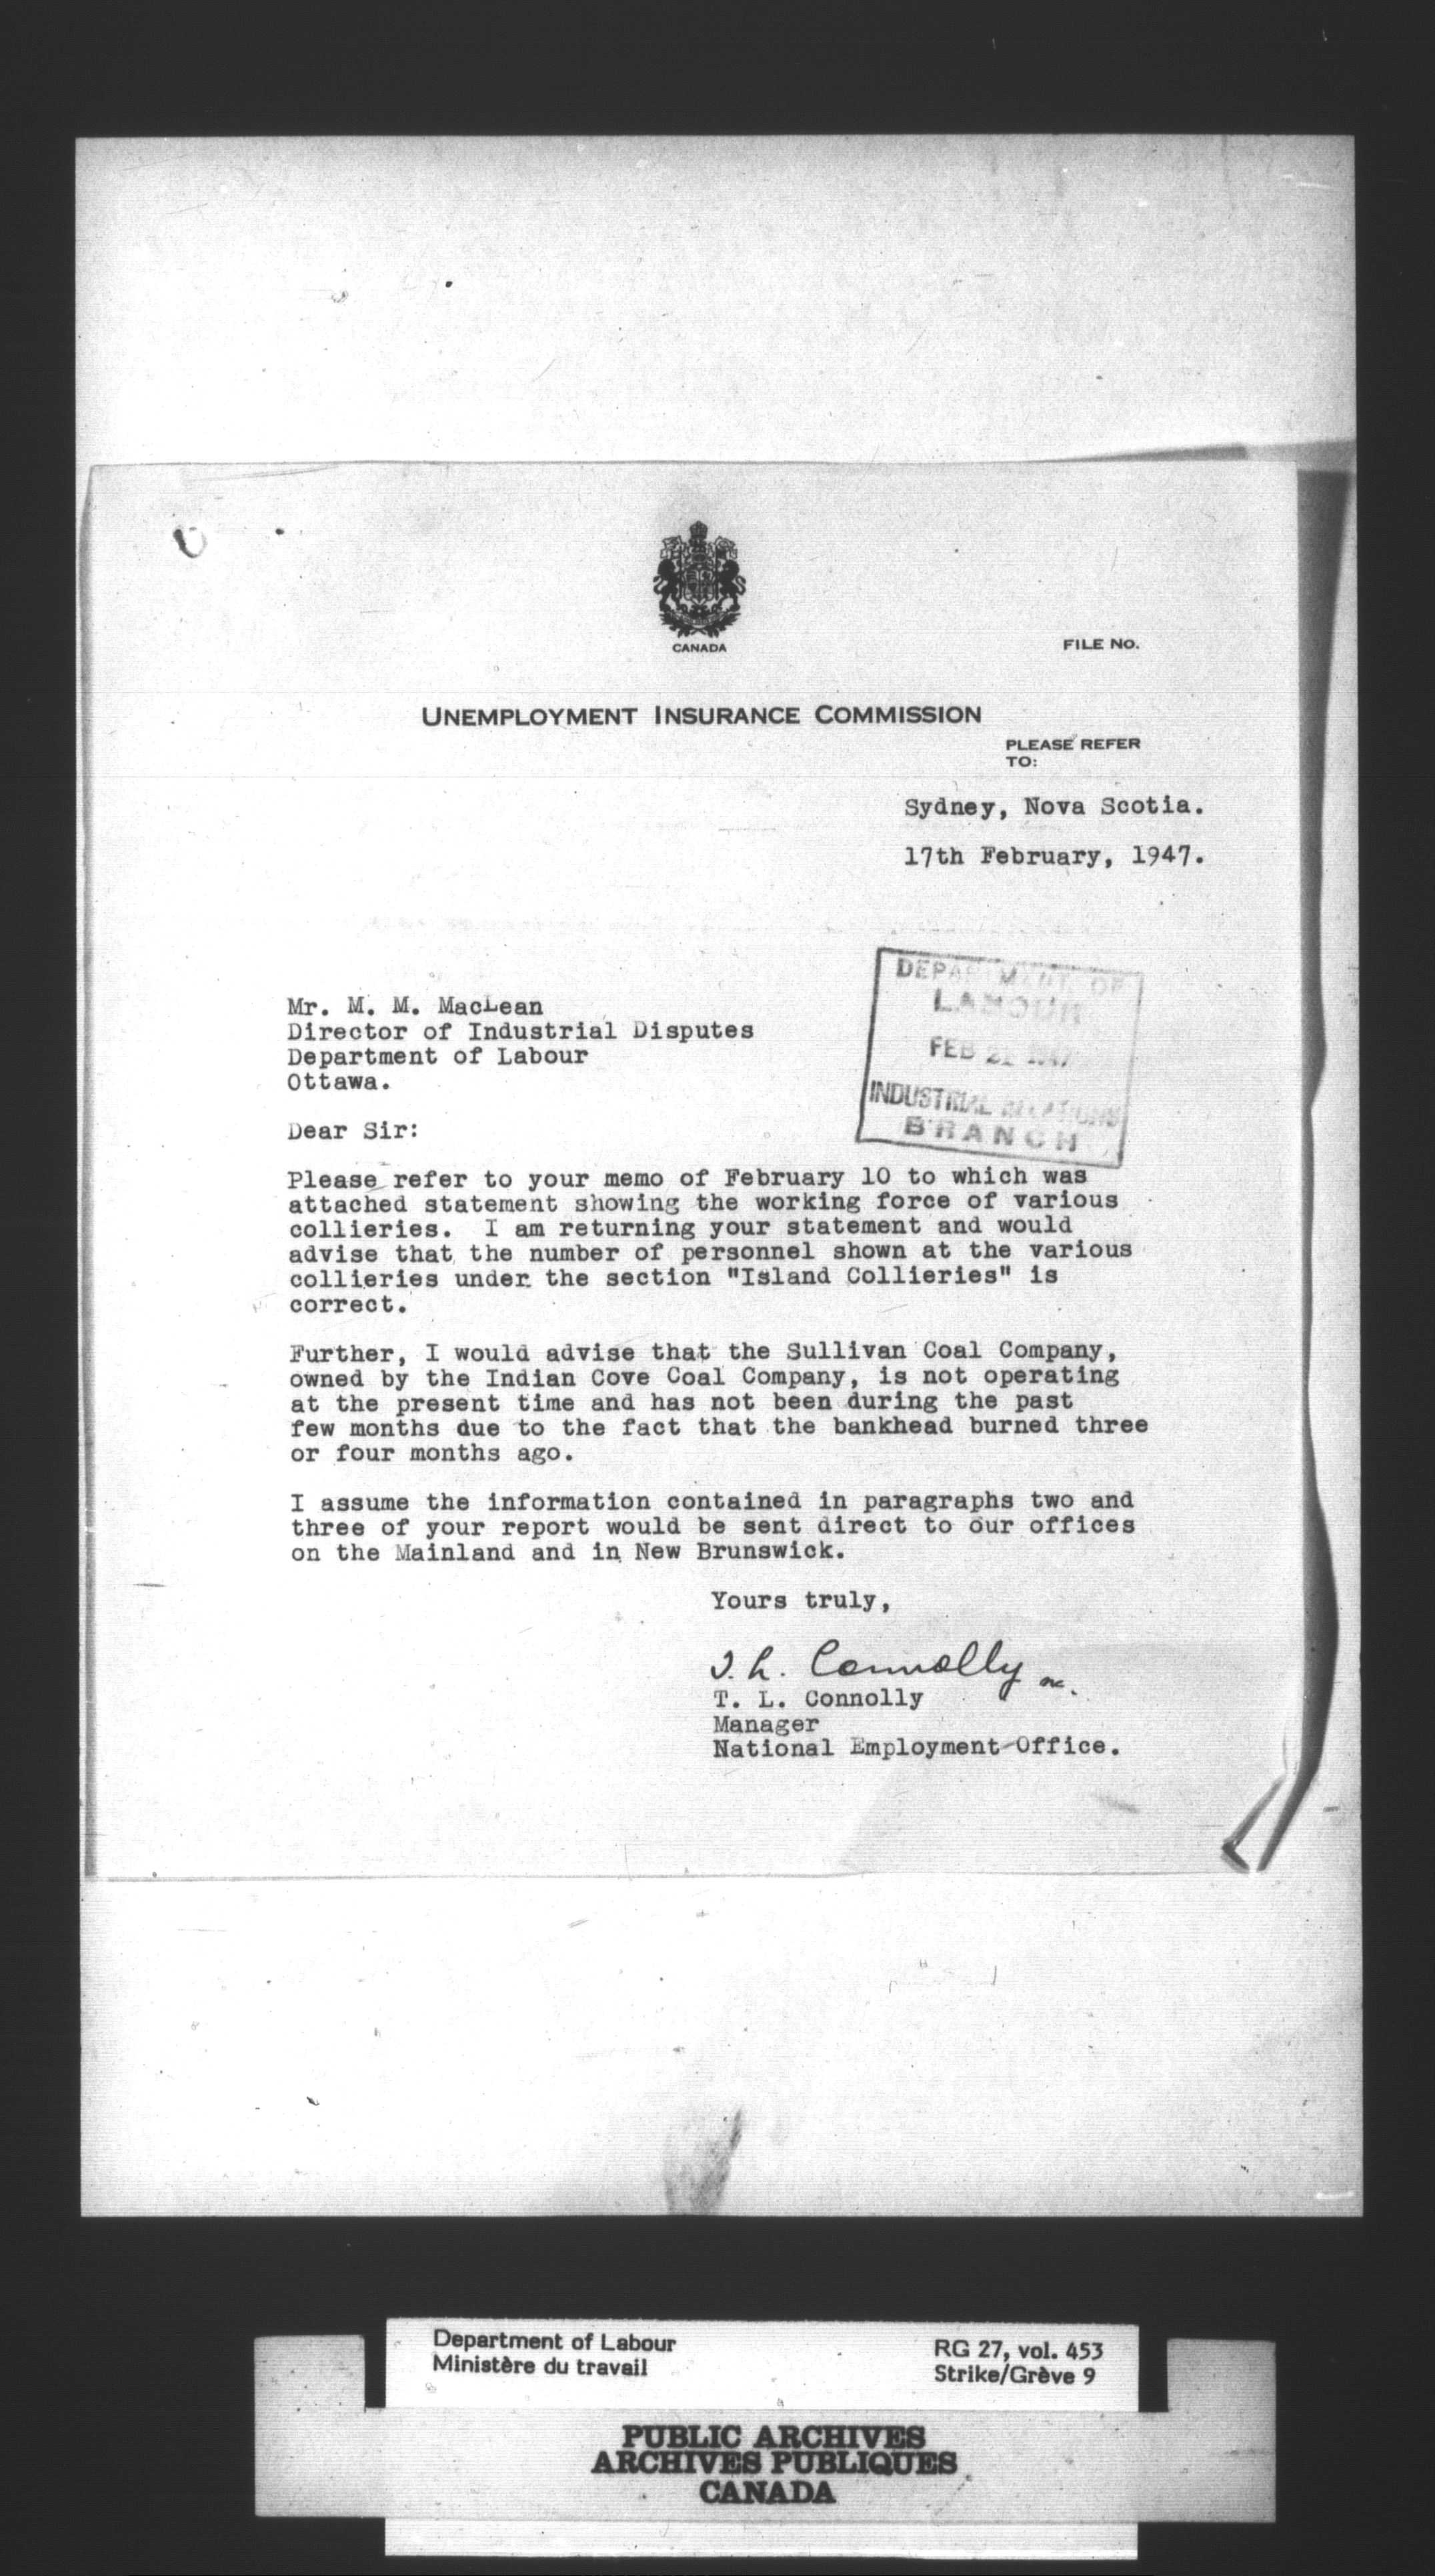 CANADA
FILE NO.
UNEMPLOYMENT INSURANCE COMMISSION
PLEASE REFER
TO:
Sydney, Nova Scotia.
17th February, 1947.
DEPARTMENT OF
LABOUR
FEB
INDUSTRIAL RELATIONS
BRANCH
Mr. M. M. MacLean
Director of Industrial Disputes
Department of Labour
Ottawa.
Dear Sir:
Please refer to your memo of February 10 to which was
attached statement showing the working force of various
collieries. I am returning your statement and would
advise that the number of personnel shown at the various
collieries under the section "Island Collieries" is
correct.
Further, I would advise that the Sullivan Coal Company,
owned by the Indian Cove Coal Company, is not operating
at the present time and has not been during the past
few months due to the fact that the bankhead burned three
or four months ago.
I assume the information contained in paragraphs two and
three of your report would be sent direct to our offices
on the Mainland and in New Brunswick.
Yours truly,
T. L. Connolly
T. L. Connolly
Manager
National Employment Office.
Department of Labour
Ministère du travail
RG 27, vol. 453
Strike/Grève 9
PUBLIC ARCHIVES
ARCHIVES PUBLIQUES
CANADA